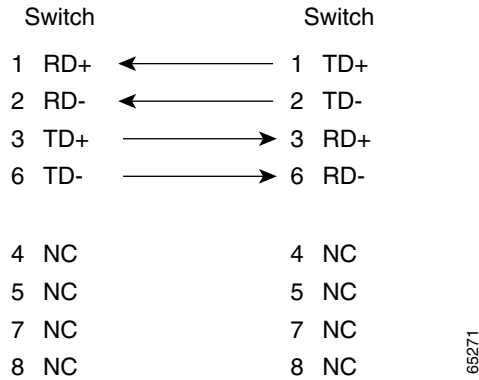 Switch Switch
1 RD+ 1 TD+
2 RD- 2 TD-
3 TD+ 3 RD+
6 TD- 6 RD-
4 NC 4 NC
5 NC 5 NC
7 NC 7 NC
8 NC 8 NC
65271